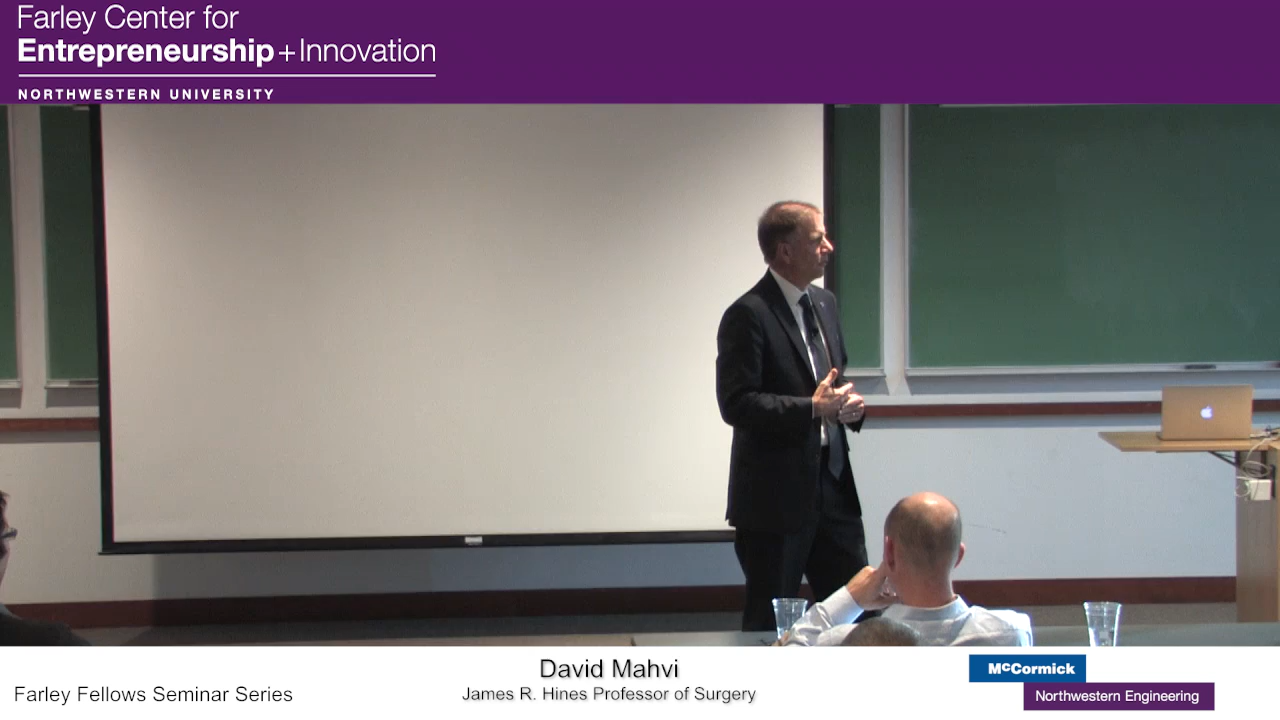 Farley Center for
Entrepreneurship+Innovation
NORTHWESTERN UNIVERSITY
David Mahvi
James R. Hines Professor of Surgery
Farley Fellows Seminar Series
McCormick
Northwestern Engineering